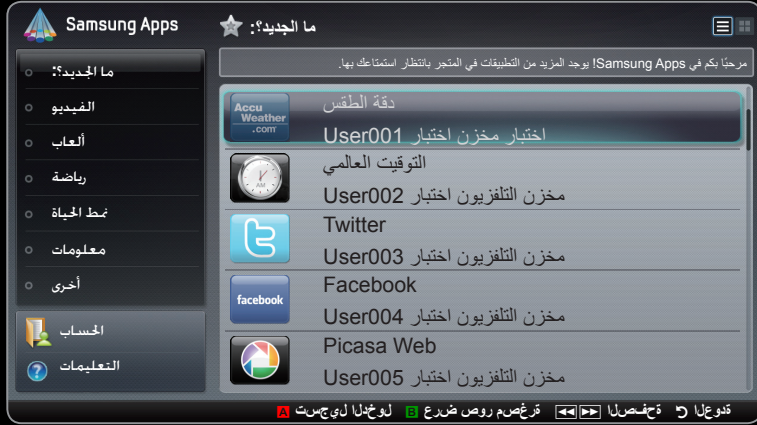 Samsung Apps
ما الجديد؟:
ما الجديد؟:
الفيديو
ألعاب
رياضة
نمط الحياة
معلومات
أخرى
الحساب
التعليمات
مرحبًا بكم في Samsung Apps! يوجد المزيد من التطبيقات في المتجر بانتظار استمتاعك بها.
Accu
Weather
.com
دقة الطقس
اختبار مخزن اختبار User001
AM
التوقيت العالمي
مخزن التلفزيون اختبار User002
Twitter
مخزن التلفزيون اختبار User003
facebook
Facebook
مخزن التلفزيون اختبار User004
Picasa Web
مخزن التلفزيون اختبار User005
A تسجيل الدخول B عرض صور مصغرة الصفحة العودة